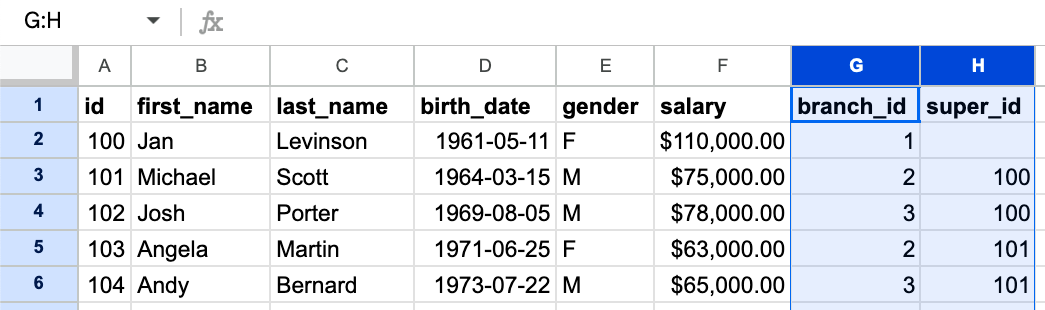 G:H fx
A B C D E F G H
1 id first_name last_name birth_date gender salary branch_id super_id
2 100 Jan Levinson 1961-05-11 F $110,000.00 1
3 101 Michael Scott 1964-03-15 M $75,000.00 2 100
4 102 Josh Porter 1969-08-05 M $78,000.00 3 100
5 103 Angela Martin 1971-06-25 F $63,000.00 2 101
6 104 Andy Bernard 1973-07-22 M $65,000.00 3 101